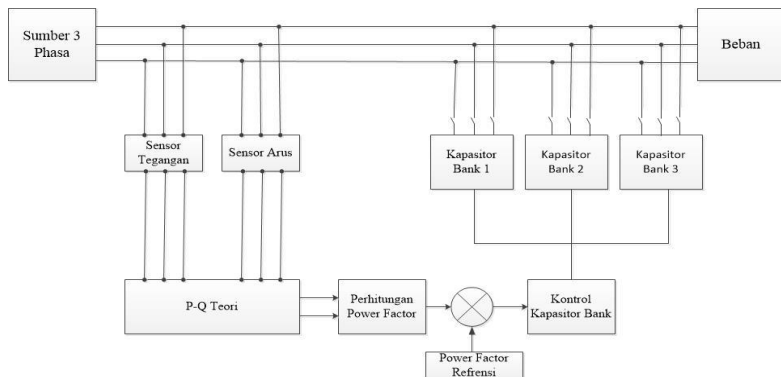 Sumber 3
Phasa
Beban
Sensor
Tegangan
Sensor Arus
Kapasitor
Bank 1
Kapasitor
Bank 2
Kapasitor
Bank 3
P-Q Teori
Perhitungan
Power Factor
Kontrol
Kapasitor Bank
Power Factor
Refrensi